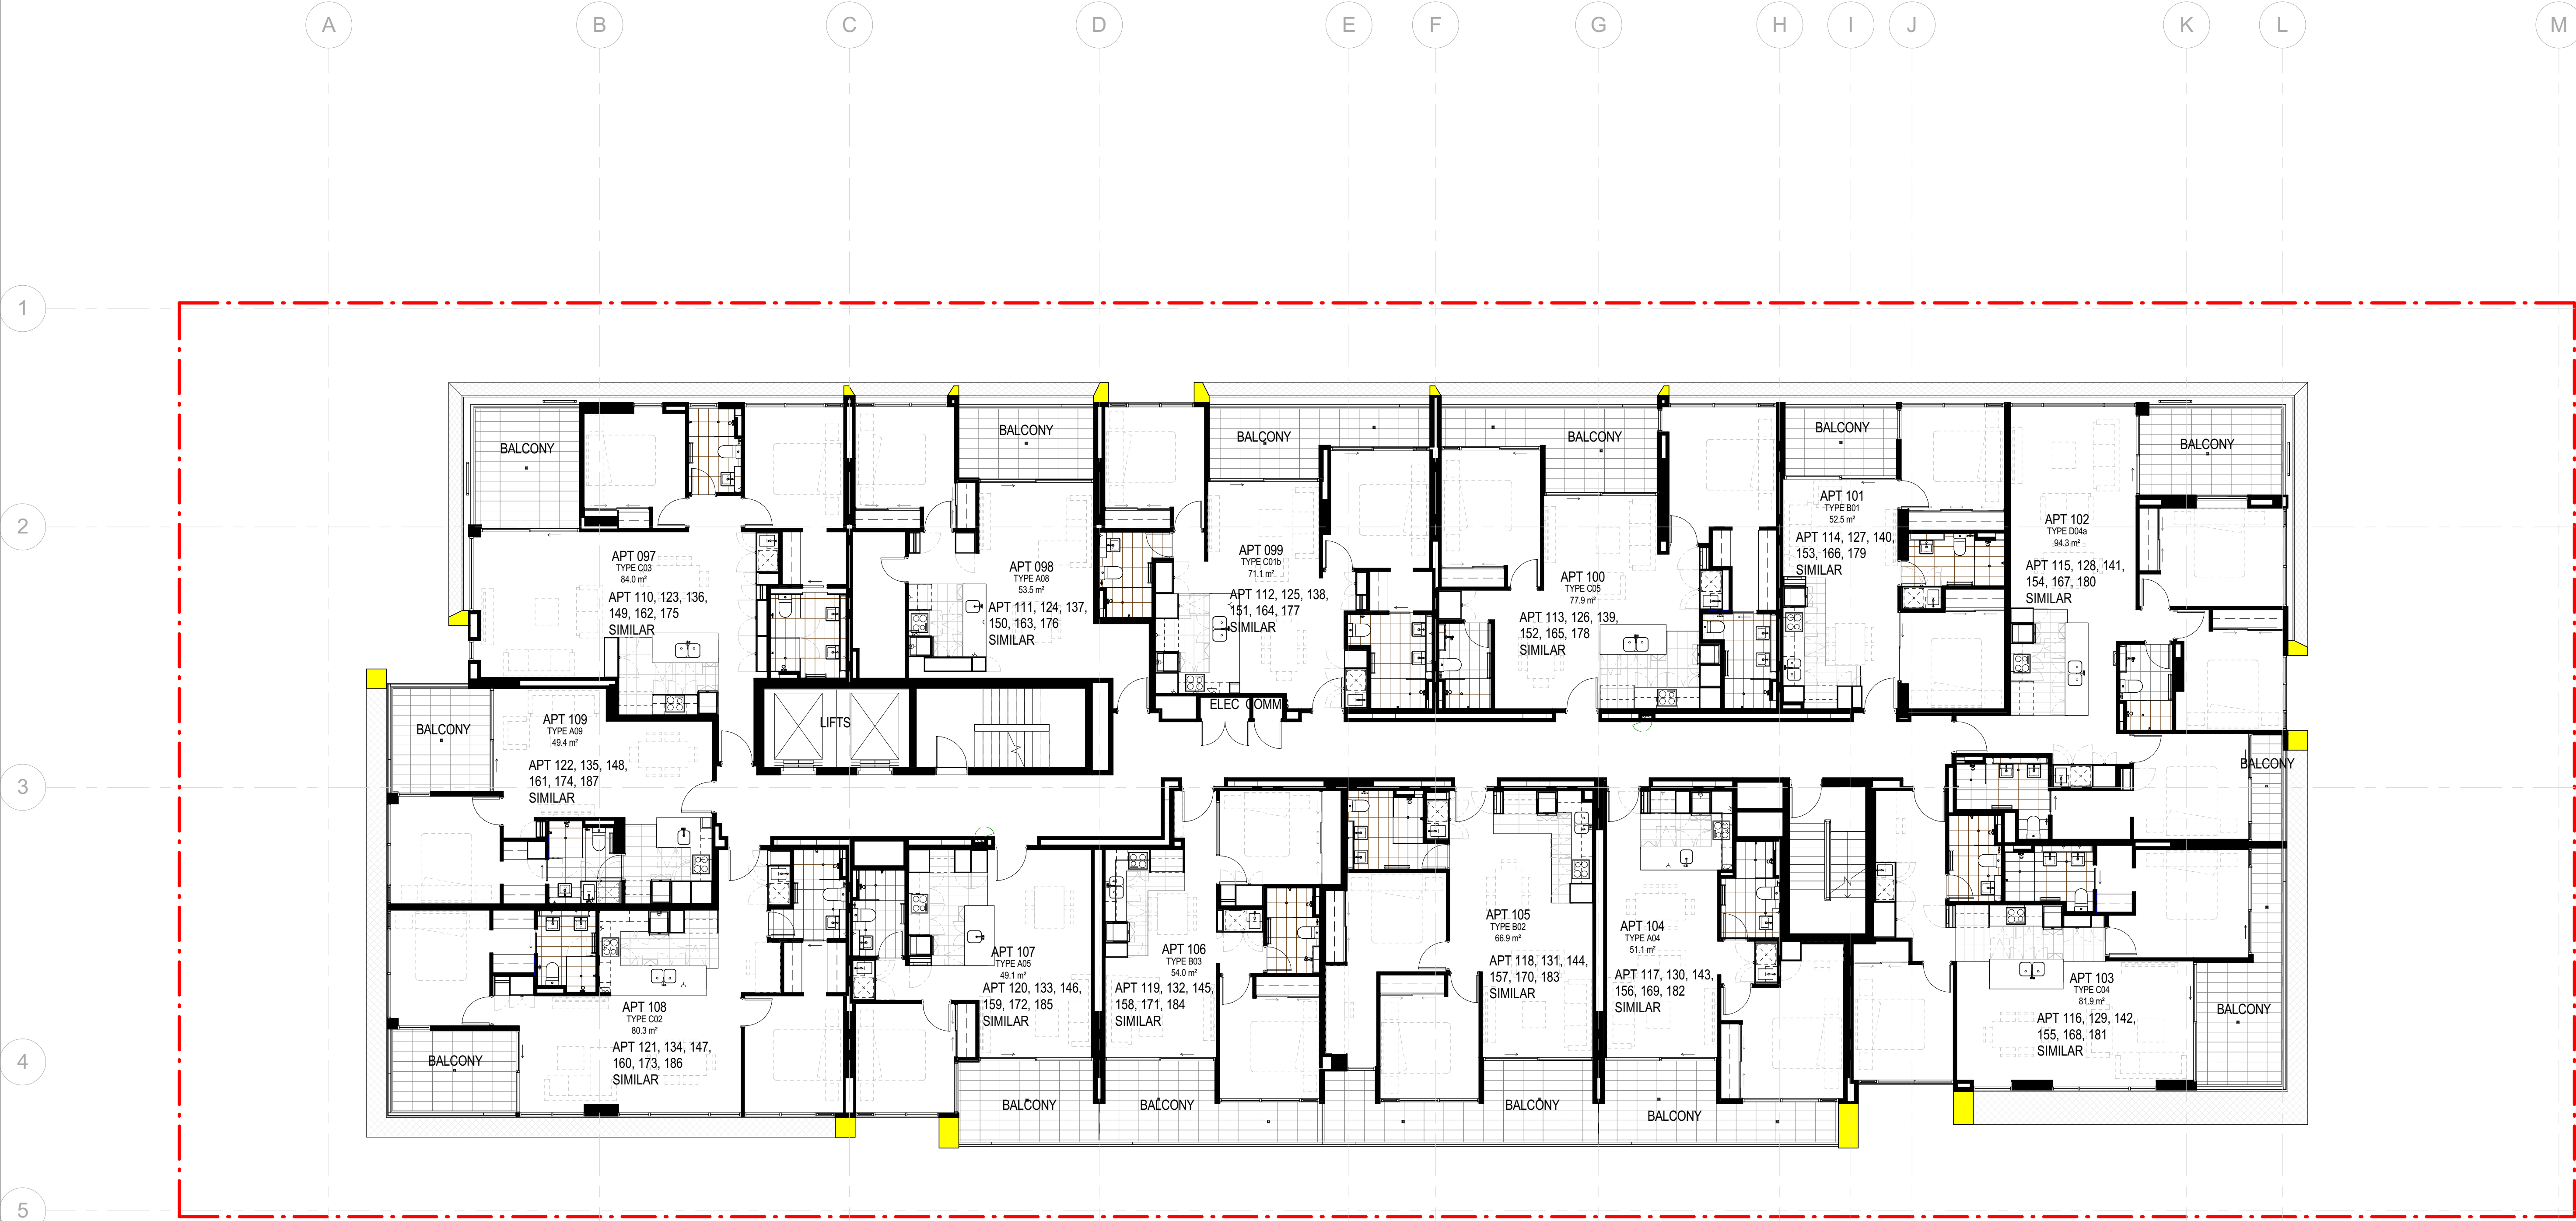 A
B
C
D
E
F
G
H
I
J
K
L
M
1
2
3
4
5
BALCONY
BALCONY
BALCONY
BALCONY
BALCONY
BALCONY
APT 097
TYPE C03
84.0 m²
APT 110, 123, 136,
149, 162, 175
SIMILAR
APT 098
TYPE A08
53.5 m²
APT 111, 124, 137,
150, 163, 176
SIMILAR
APT 099
TYPE C01b
71.1 m²
APT 112, 125, 138,
151, 164, 177
SIMILAR
APT 100
TYPE C05
77.9 m²
APT 113, 126, 139,
152, 165, 178
SIMILAR
APT 101
TYPE B01
52.5 m²
APT 114, 127, 140,
153, 166, 179
SIMILAR
APT 102
TYPE D04a
94.3 m²
APT 115, 128, 141,
154, 167, 180
SIMILAR
LIFTS
ELEC COMMS
BALCONY
BALCONY
APT 109
TYPE A09
49.4 m²
APT 122, 135, 148,
161, 174, 187
SIMILAR
APT 108
TYPE C02
80.3 m²
APT 121, 134, 147,
160, 173, 186
SIMILAR
APT 107
TYPE A05
49.1 m²
APT 120, 133, 146,
159, 172, 185
SIMILAR
APT 106
TYPE B03
54.0 m²
APT 119, 132, 145,
158, 171, 184
SIMILAR
APT 105
TYPE B02
66.9 m²
APT 118, 131, 144,
157, 170, 183
SIMILAR
APT 104
TYPE A04
51.1 m²
APT 117, 130, 143,
156, 169, 182
SIMILAR
APT 103
TYPE C04
81.9 m²
APT 116, 129, 142,
155, 168, 181
SIMILAR
BALCONY
BALCONY
BALCONY
BALCONY
BALCONY
BALCONY